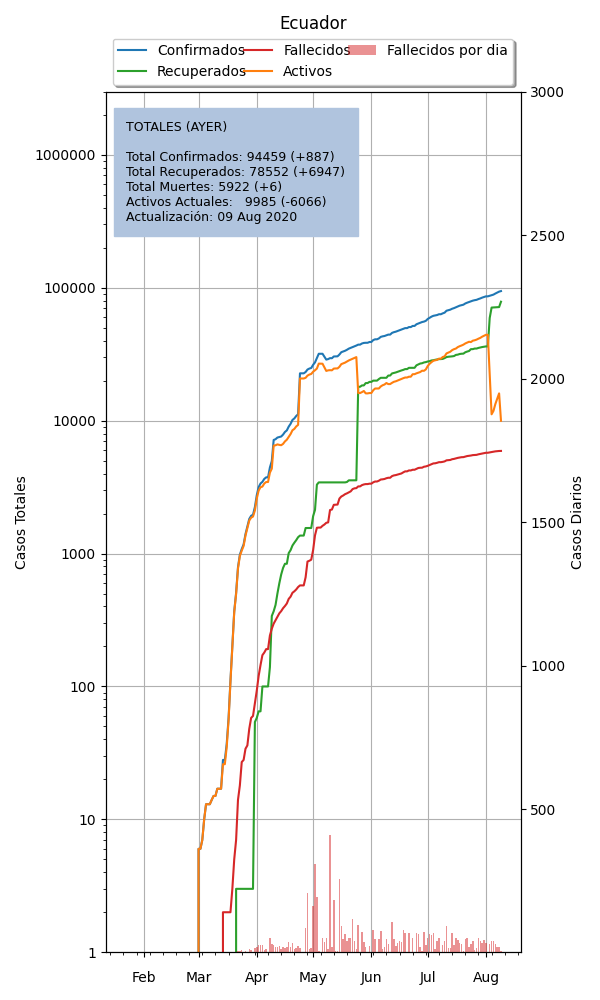 Ecuador
Confirmados
Recuperados
Fallecidos
Activos
Fallecidos por dia
TOTALES (AYER)
Total Confirmados: 94459 (+887)
Total Recuperados: 78552 (+6947)
Total Muertes: 5922 (+6)
Activos Actuales:   9985 (-6066)
Actualización: 09 Aug 2020
Casos Totales
1000000
100000
10000
1000
100
10
1
Casos Diarios
3000
2500
2000
1500
1000
500
Feb Mar Apr May Jun Jul Aug